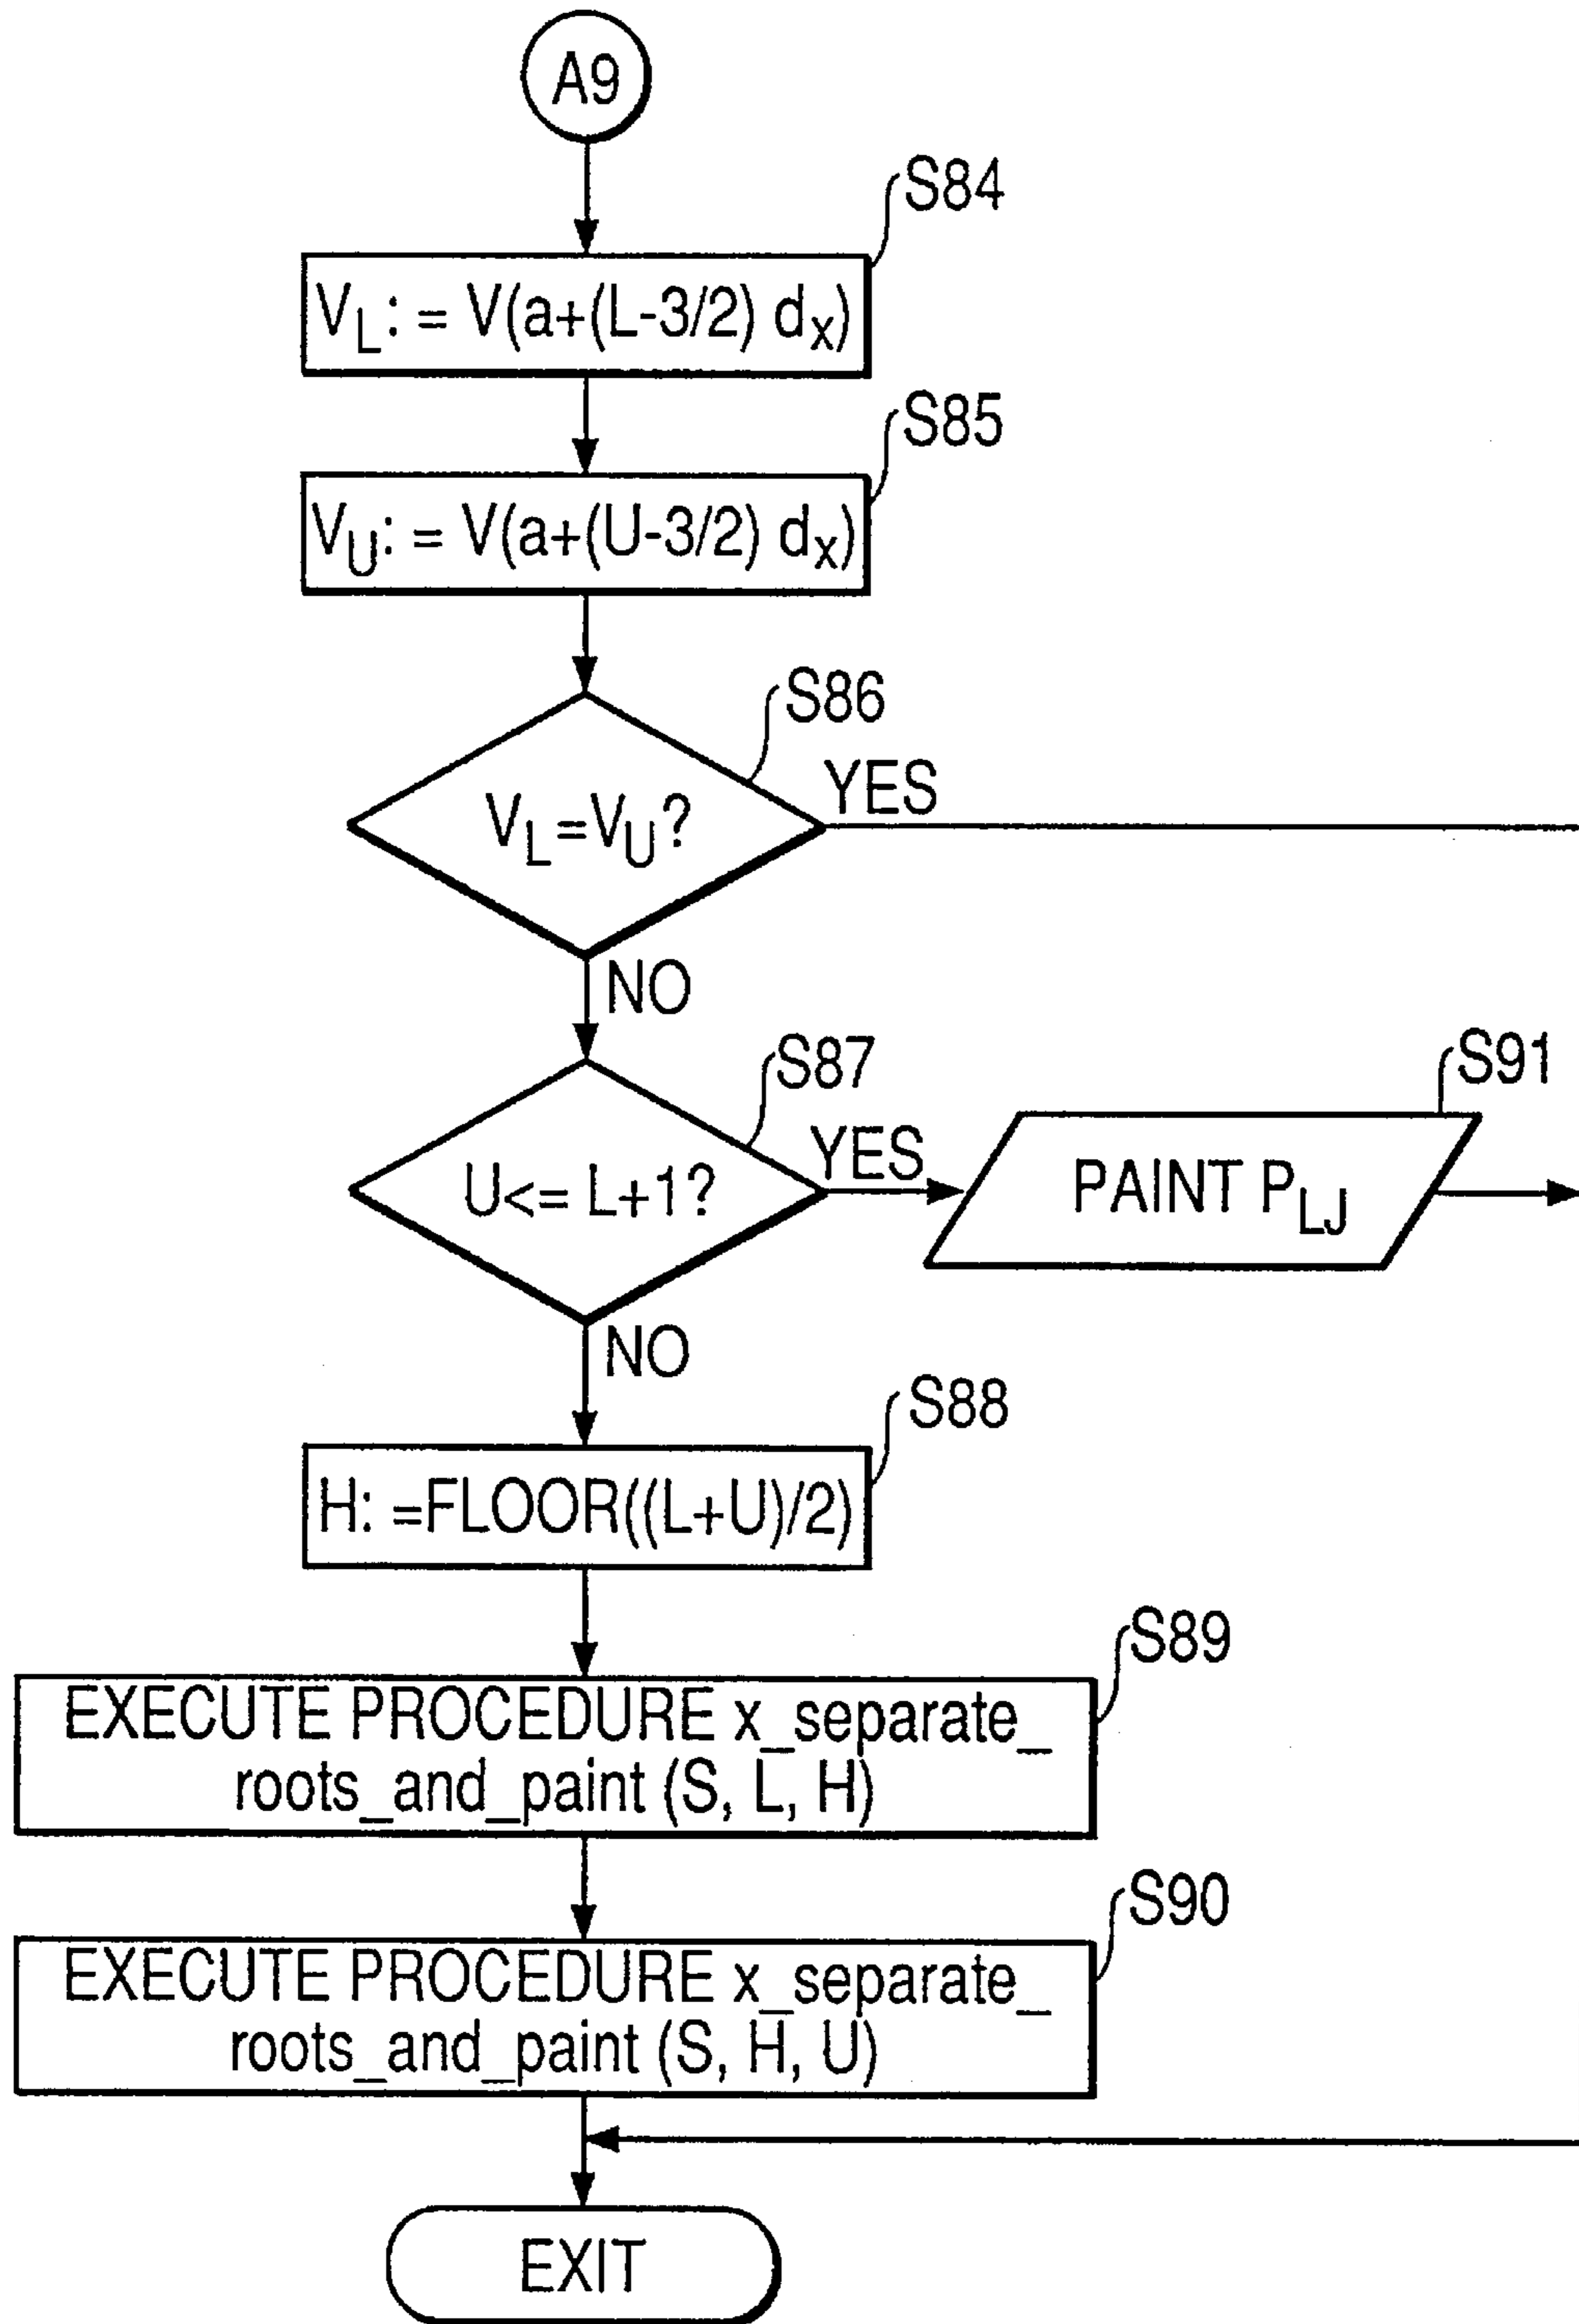 A9
S84
V_L: = V(a+(L-3/2) d_x)
S85
V_U: = V(a+(U-3/2) d_x)
S86
V_L=V_U?
YES
NO
S87
U<= L+1?
YES
S91
PAINT P_LJ
NO
S88
H: =FLOOR((L+U)/2)
S89
EXECUTE PROCEDURE x_separate_
roots_and_paint (S, L, H)
S90
EXECUTE PROCEDURE x_separate_
roots_and_paint (S, H, U)
EXIT